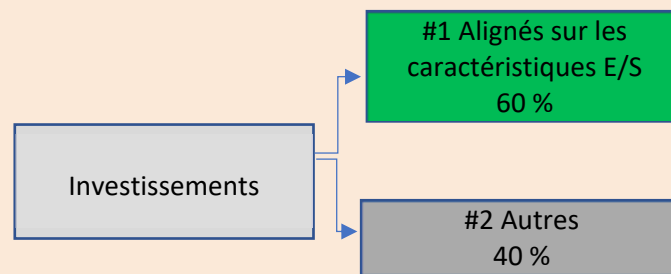 #1 Alignés sur les
caractéristiques E/S
60 %
Investissements
#2 Autres
40 %